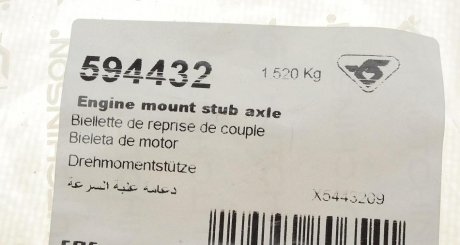 594432
1 520 Kg
Engine mount stub axle
Biellette de reprise de couple
Bieleta de motor
Drehmomentstütze
دعامة عتبة السرعة